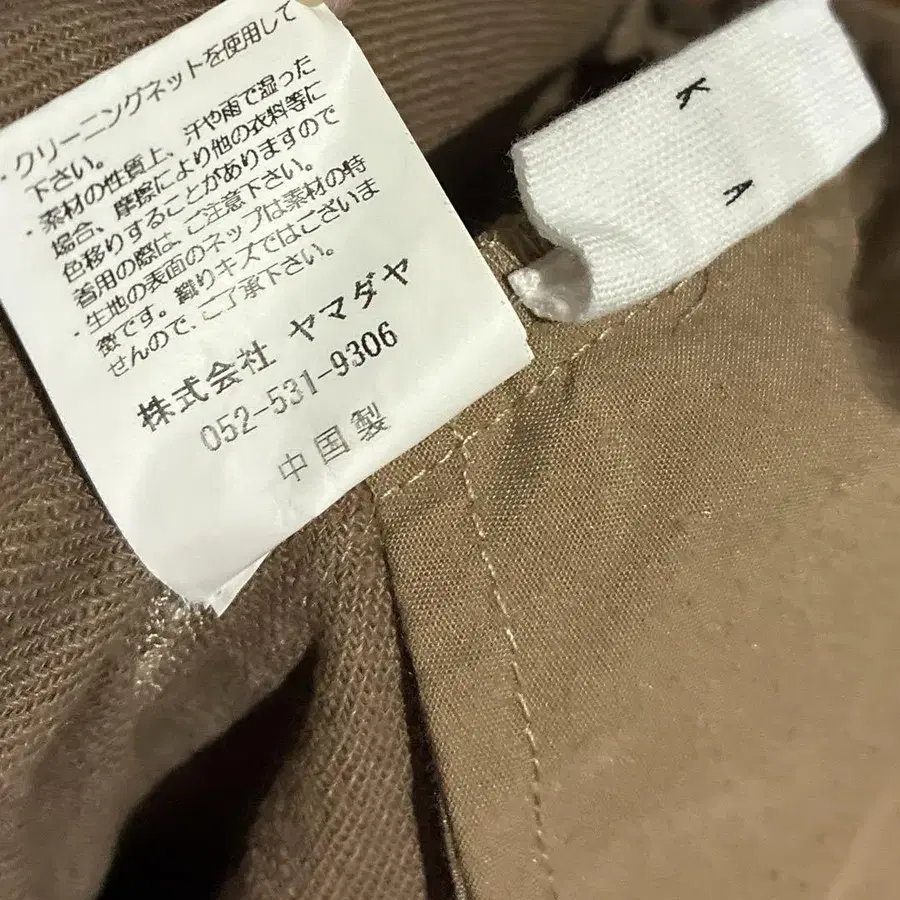 ・クリーニングネットを使用して
下さい。
・素材の性質上、汗や雨で湿った
場合、摩擦により他の衣料等に
色移りすることがありますので
着用の際は、ご注意下さい。
・生地の表面のネップは素材の特
徴です。織りキズではございま
せんので、ご了承下さい。
株式会社 ヤマダヤ
052-531-9306
中国製
K
A